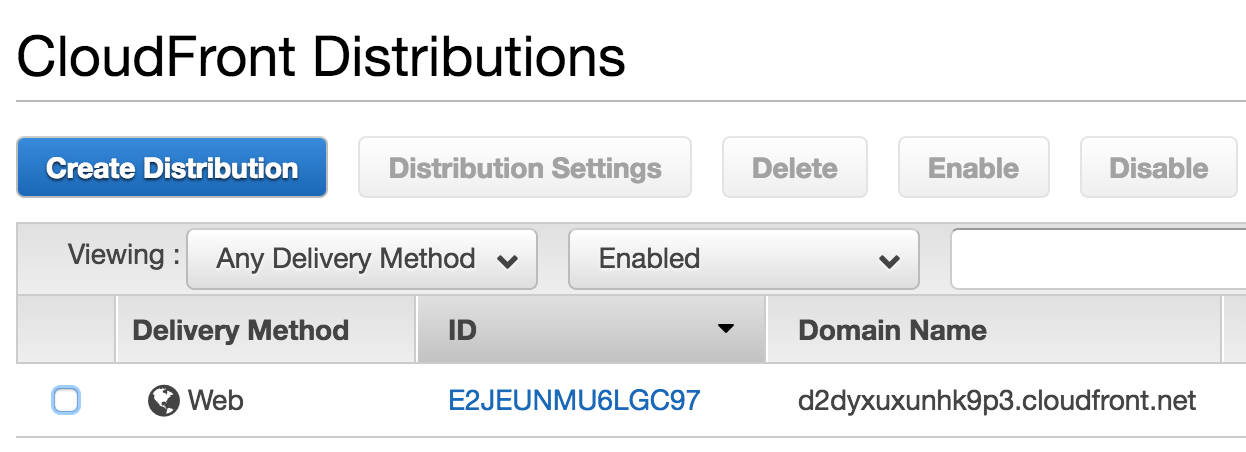 CloudFront Distributions
Create Distribution Distribution Settings Delete Enable Disable
Viewing : Any Delivery Method Enabled
Delivery Method ID Domain Name
Web E2JEUNMU6LGC97 d2dyxuxunhk9p3.cloudfront.net